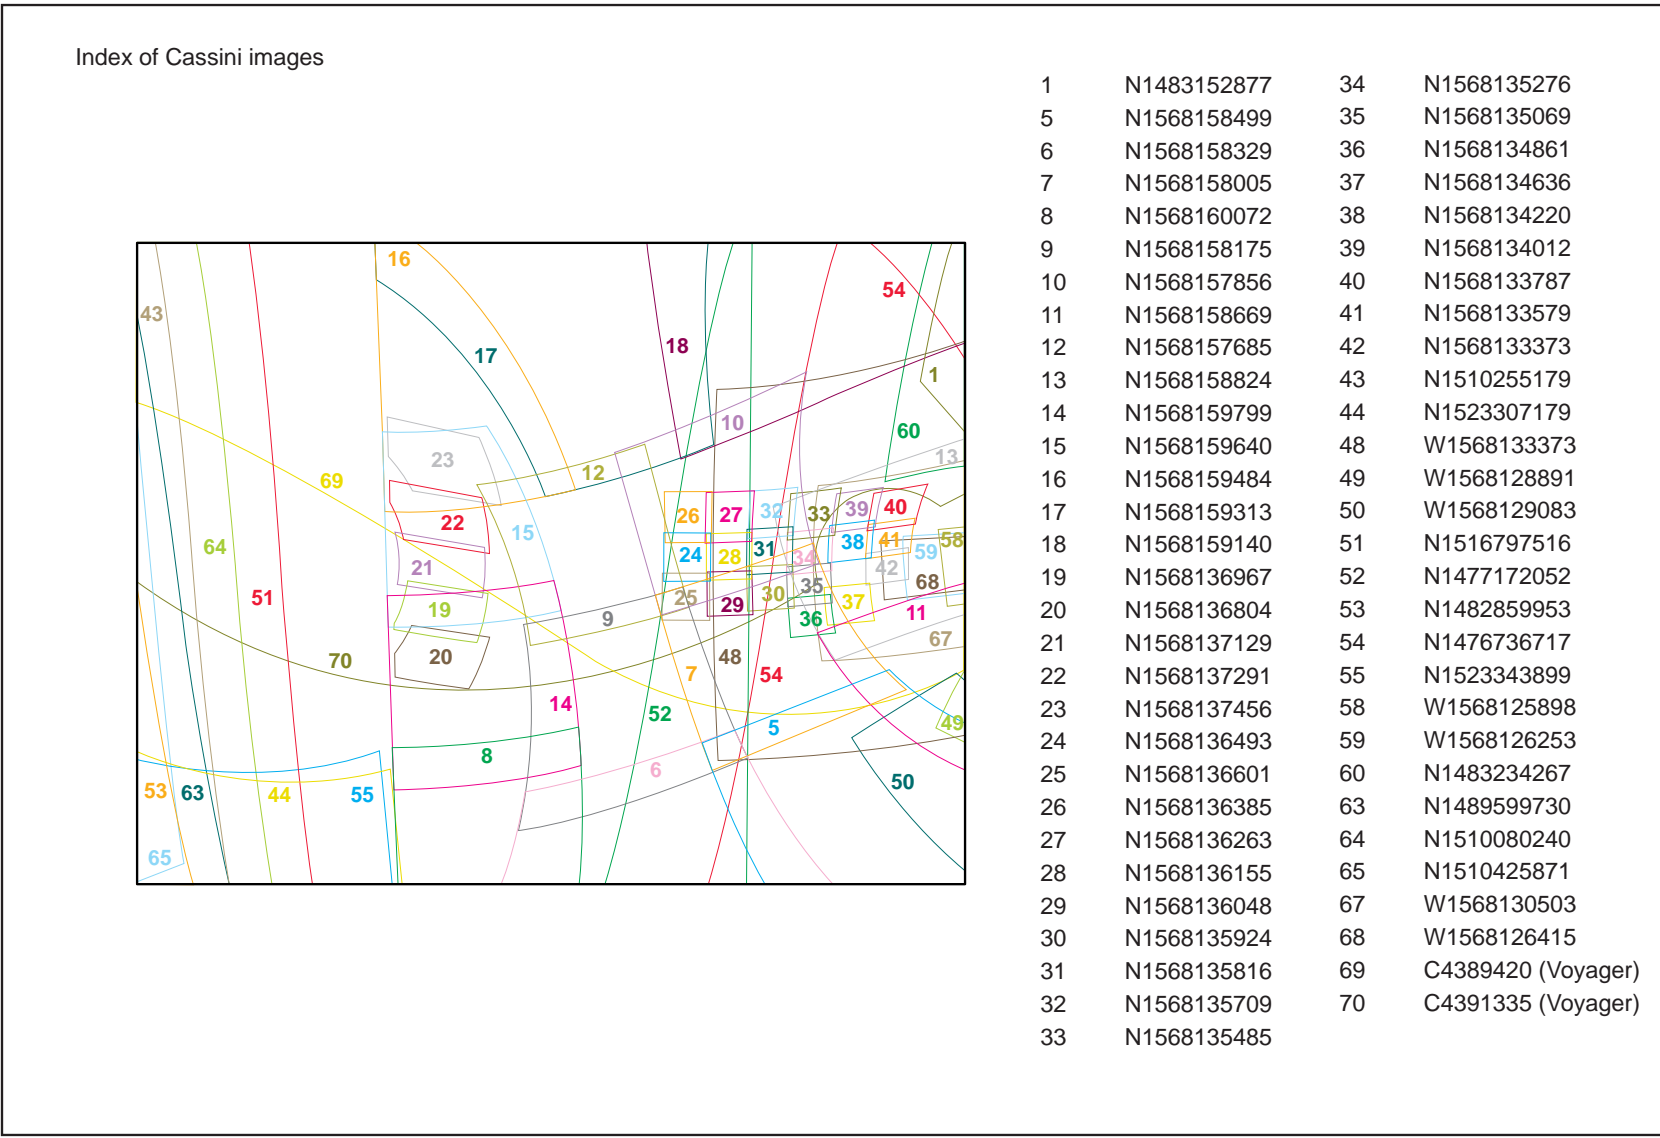 Index of Cassini images
1 N1483152877 34 N1568135276
5 N1568158499 35 N1568135069
6 N1568158329 36 N1568134861
7 N1568158005 37 N1568134636
8 N1568160072 38 N1568134220
9 N1568158175 39 N1568134012
10 N1568157856 40 N1568133787
11 N1568158669 41 N1568133579
12 N1568157685 42 N1568133373
13 N1568158824 43 N1510255179
14 N1568159799 44 N1523307179
15 N1568159640 48 W1568133373
16 N1568159484 49 W1568128891
17 N1568159313 50 W1568129083
18 N1568159140 51 N1516797516
19 N1568136967 52 N1477172052
20 N1568136804 53 N1482859953
21 N1568137129 54 N1476736717
22 N1568137291 55 N1523343899
23 N1568137456 58 W1568125898
24 N1568136493 59 W1568126253
25 N1568136601 60 N1483234267
26 N1568136385 63 N1489599730
27 N1568136263 64 N1510080240
28 N1568136155 65 N1510425871
29 N1568136048 67 W1568130503
30 N1568135924 68 W1568126415
31 N1568135816 69 C4389420 (Voyager)
32 N1568135709 70 C4391335 (Voyager)
33 N1568135485
16
54
43
18
17
1
10
60
13
23
12
69
26 27 32 33 39 40
22 15
64 24 28 31 34 38 41 59 58
21 42 68
51 19 25 29 30 35 37 11
9 36
70 20 48 67
7 54
14 52 5 49
8 6 50
53 63 44 55
65